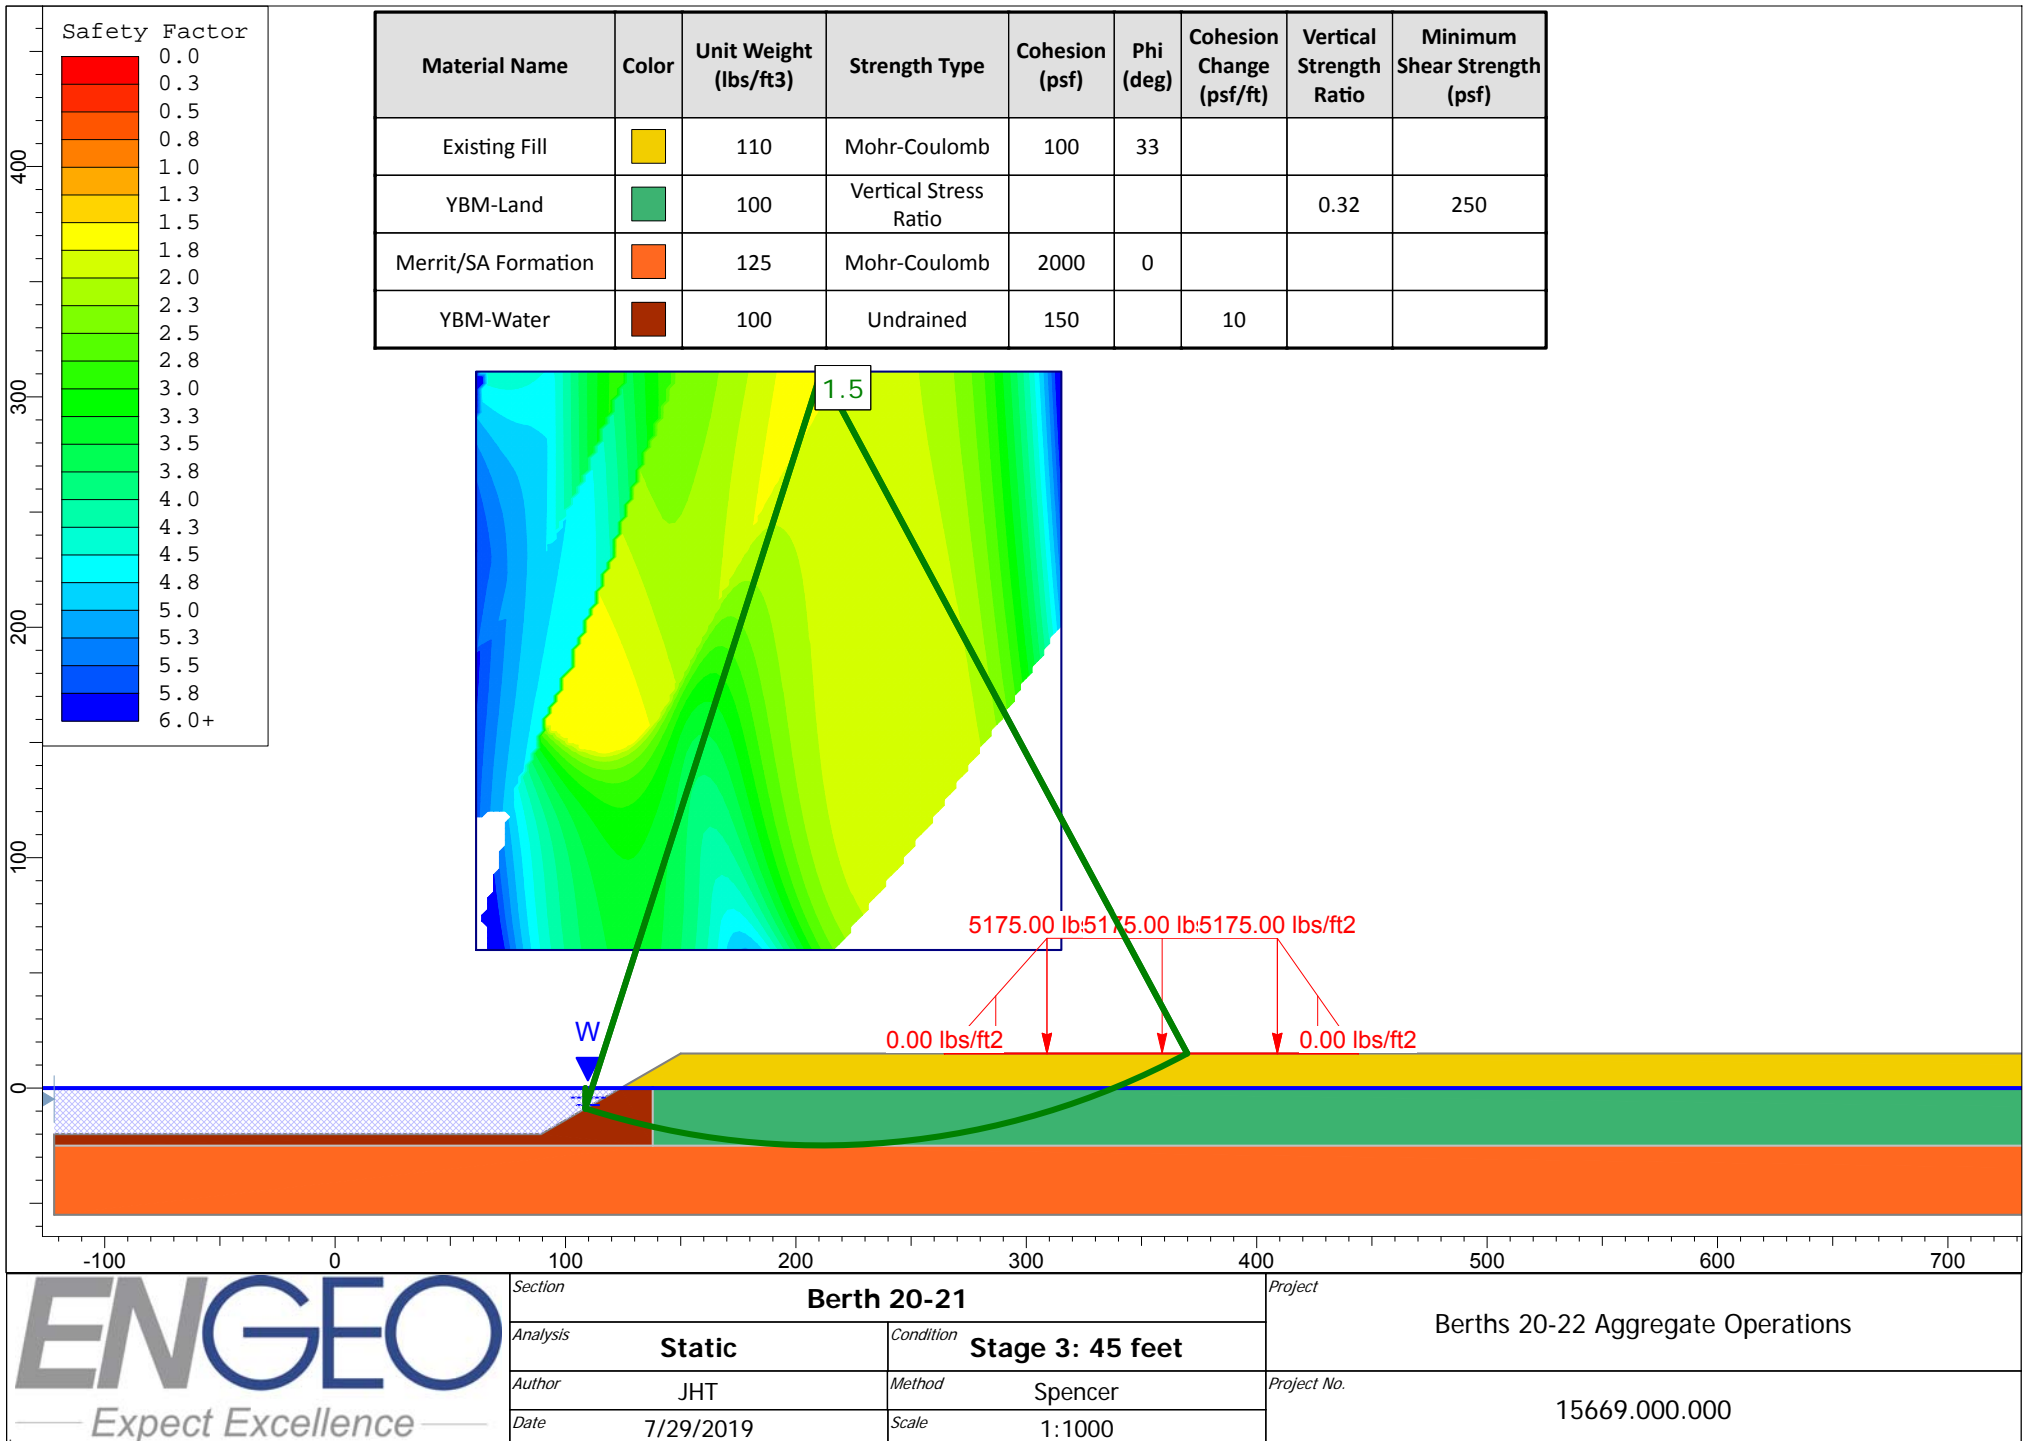 Safety Factor
0.0
0.3
0.5
0.8
1.0
1.3
1.5
1.8
2.0
2.3
2.5
2.8
3.0
3.3
3.5
3.8
4.0
4.3
4.5
4.8
5.0
5.3
5.5
5.8
6.0+
Material Name Color Unit Weight (lbs/ft3) Strength Type Cohesion (psf) Phi (deg) Cohesion Change (psf/ft) Vertical Strength Ratio Minimum Shear Strength (psf)
Existing Fill 110 Mohr-Coulomb 100 33
YBM-Land 100 Vertical Stress Ratio 0.32 250
Merrit/SA Formation 125 Mohr-Coulomb 2000 0
YBM-Water 100 Undrained 150 10
1.5
5175.00 lbs 5175.00 lbs 5175.00 lbs/ft2
0.00 lbs/ft2 0.00 lbs/ft2
W
400
300
200
100
0
-100 0 100 200 300 400 500 600 700
ENGEO
Expect Excellence
Section Berth 20-21
Analysis Static
Condition Stage 3: 45 feet
Author JHT
Method Spencer
Date 7/29/2019
Scale 1:1000
Project Berths 20-22 Aggregate Operations
Project No. 15669.000.000